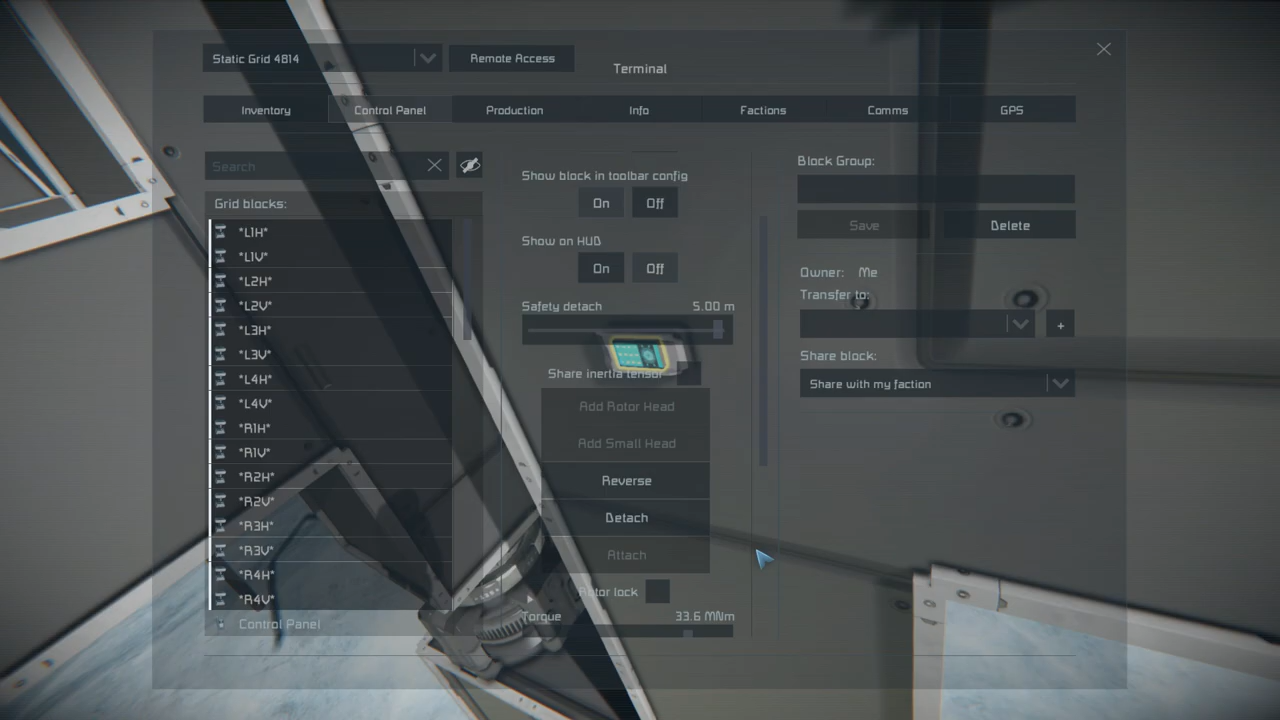 Static Grid 4814
Remote Access
Terminal
Inventory
Control Panel
Production
Info
Factions
Comms
GPS
Search
Grid blocks:
*L1H*
*L1V*
*L2H*
*L2V*
*L3H*
*L3V*
*L4H*
*L4V*
*R1H*
*R1V*
*R2H*
*R2V*
*R3H*
*R3V*
*R4H*
*R4V*
Control Panel
Show block in toolbar config
On
Off
Show on HUD
On
Off
Safety detach 5.00 m
Share inertia tensor
Add Rotor Head
Add Small Head
Reverse
Detach
Attach
Rotor lock
Torque 33.6 MNm
Block Group:
Save
Delete
Owner: Me
Transfer to:
+
Share block:
Share with my faction